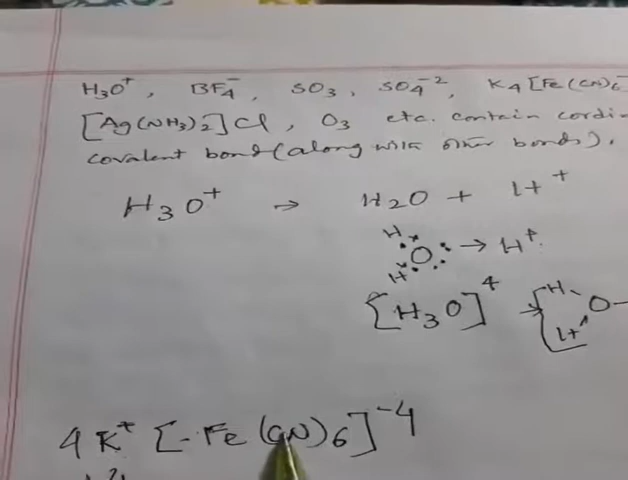 H₃O⁺, BF₄⁻, SO₃, SO₄⁻², K₄[Fe(CN)₆
[Ag(NH₃)₂]Cl, O₃ etc. contain cordi
covalent bond (along with other bonds).
H₃O⁺ → H₂O + H⁺
H O → H⁺
H
[H₃O]⁺ → [H O -
H
4K⁺ [Fe(CN)₆]⁻⁴